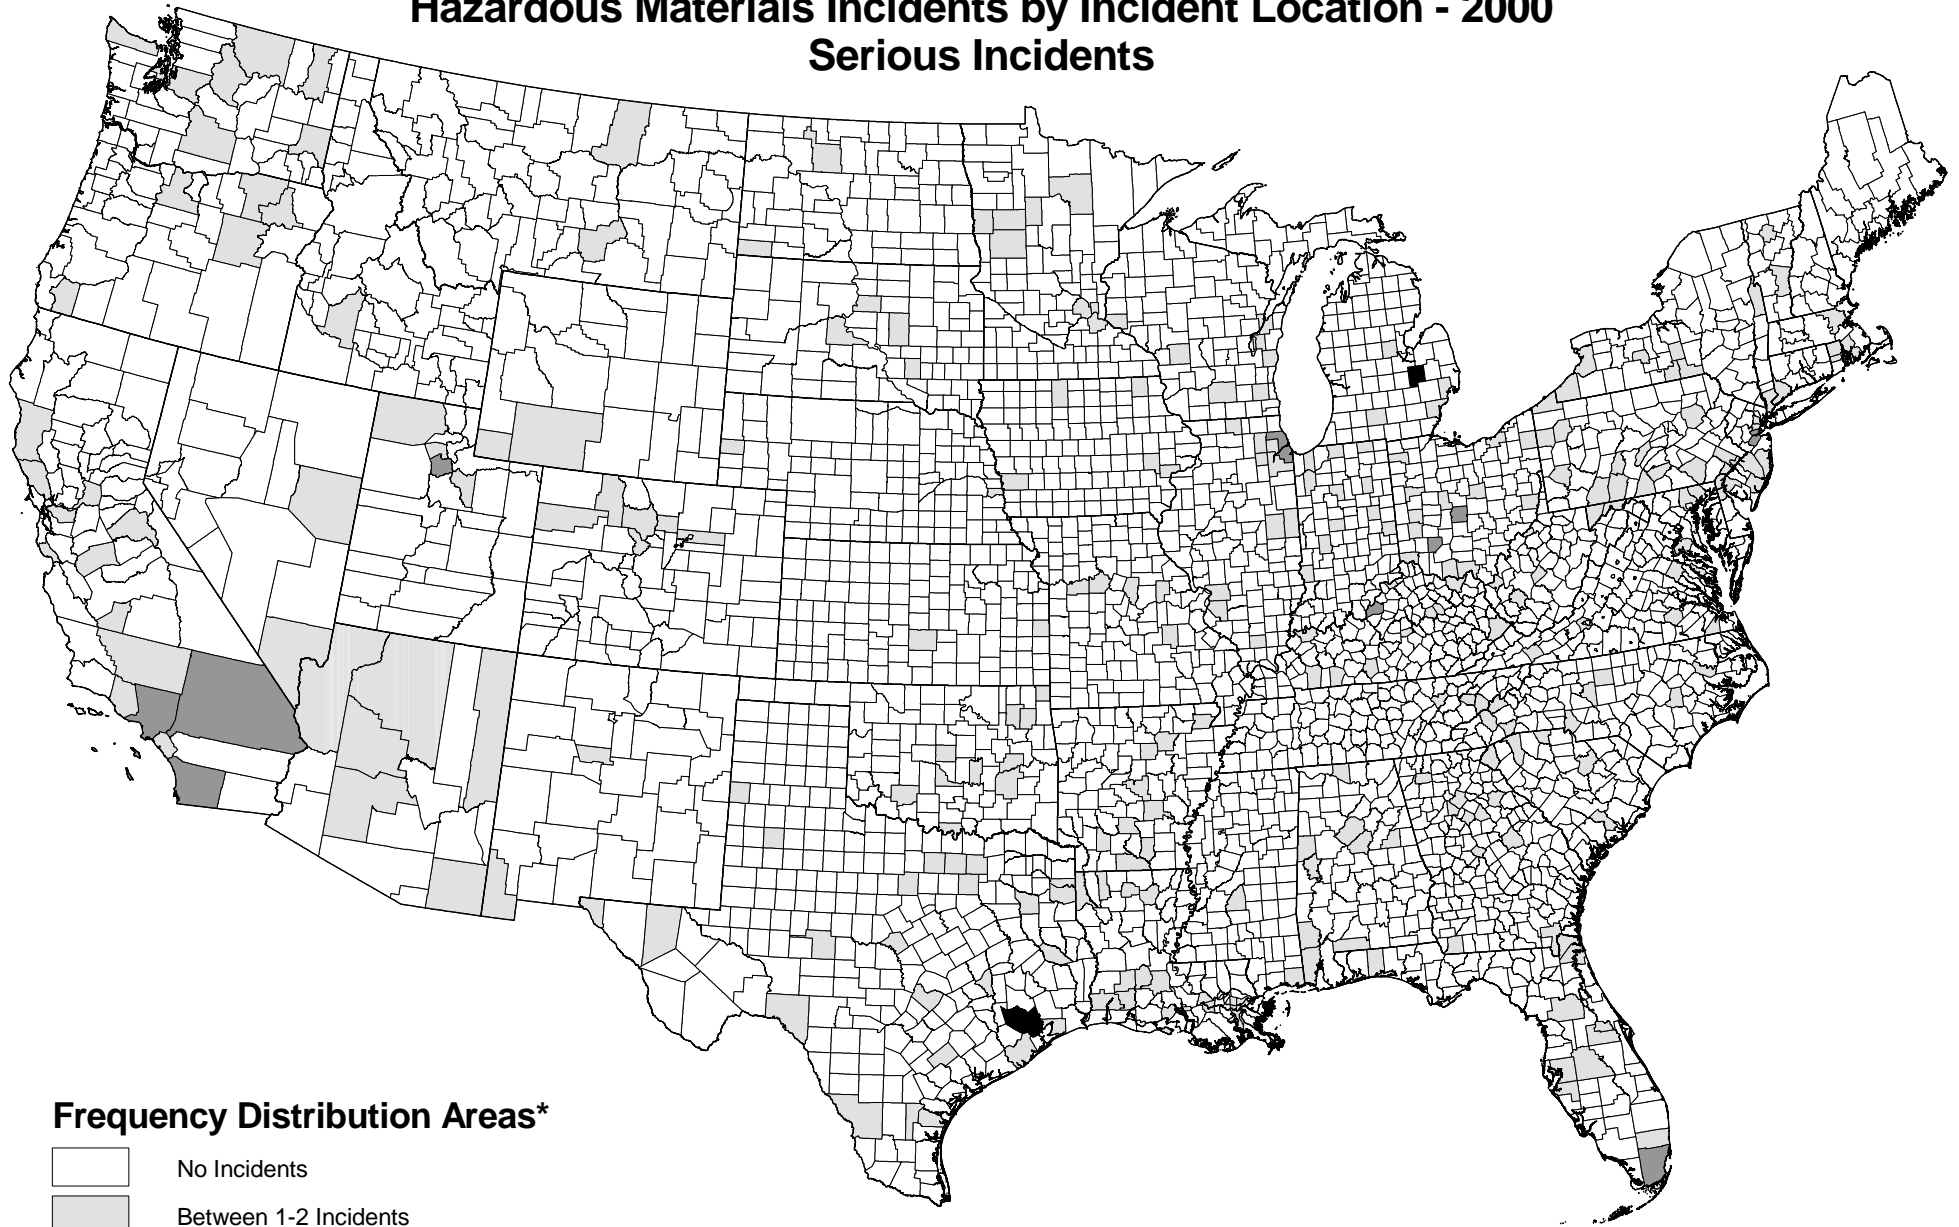 Hazardous Materials Incidents by Incident Location - 2000
Serious Incidents
Frequency Distribution Areas*
No Incidents
Between 1-2 Incidents